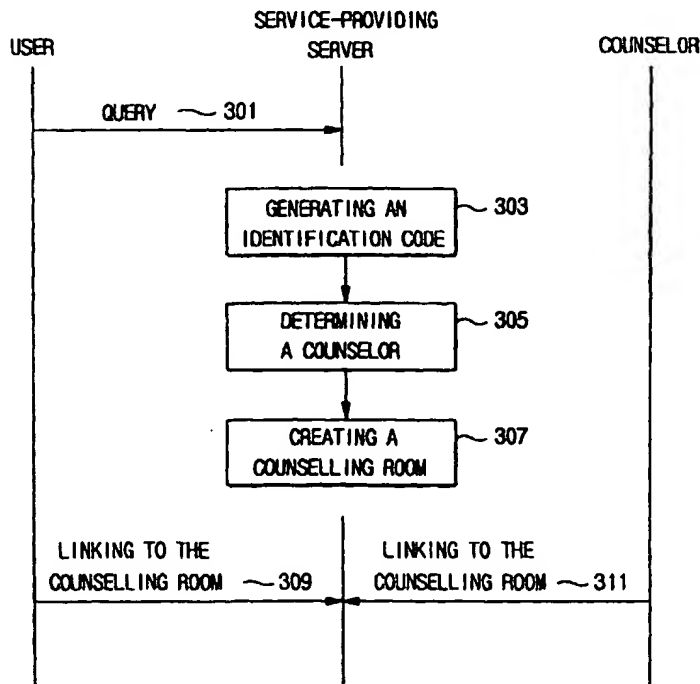 USER
SERVICE-PROVIDING
SERVER
COUNSELOR
QUERY 301
GENERATING AN
IDENTIFICATION CODE
303
DETERMINING
A COUNSELOR
305
CREATING A
COUNSELLING ROOM
307
LINKING TO THE
COUNSELLING ROOM 309
LINKING TO THE
COUNSELLING ROOM 311